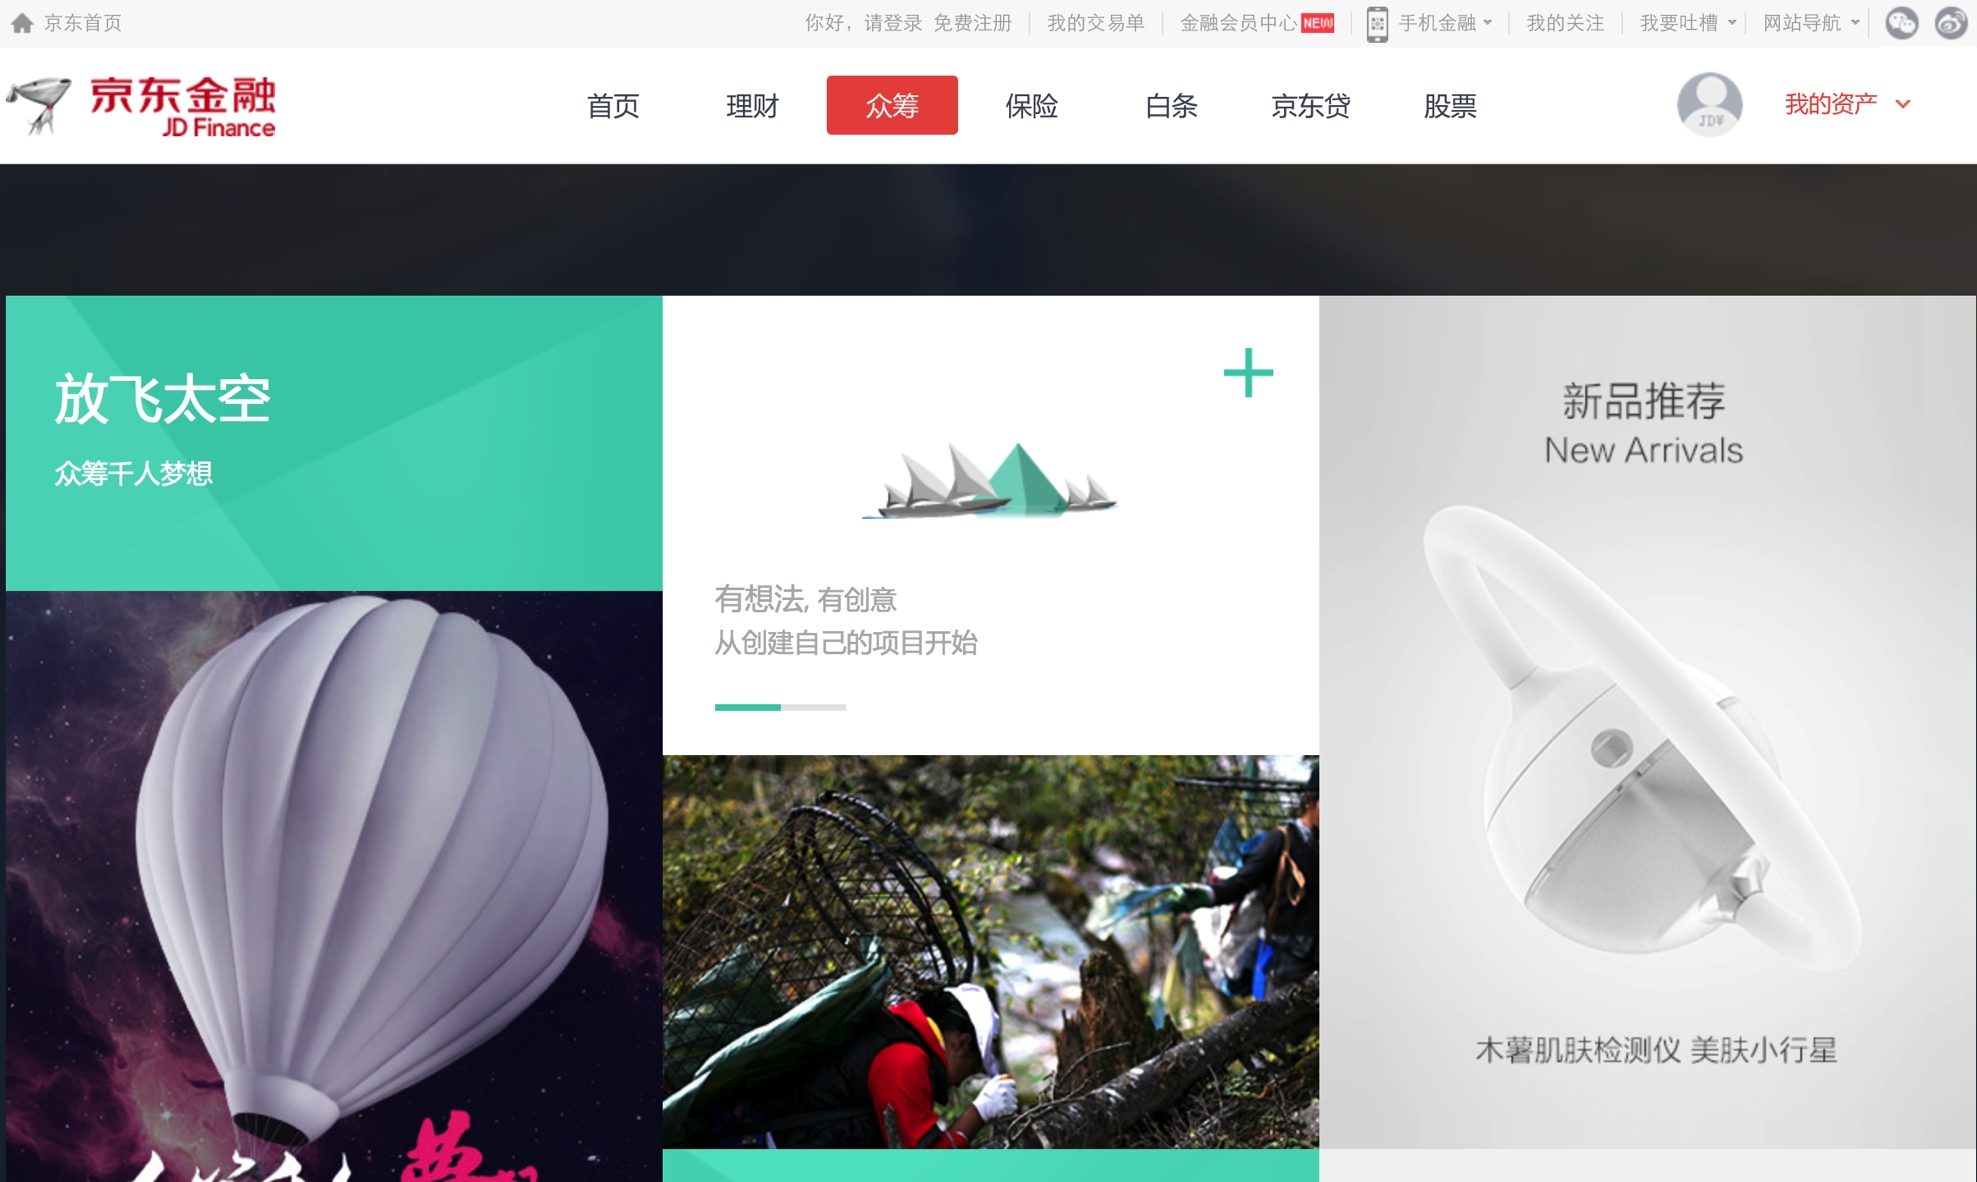 京东首页
你好，请登录 免费注册
我的交易单
金融会员中心 NEW
手机金融
我的关注
我要吐槽
网站导航
京东金融
JD Finance
首页
理财
众筹
保险
白条
京东贷
股票
JD¥
我的资产
放飞太空
众筹千人梦想
有想法, 有创意
从创建自己的项目开始
新品推荐
New Arrivals
木薯肌肤检测仪 美肤小行星